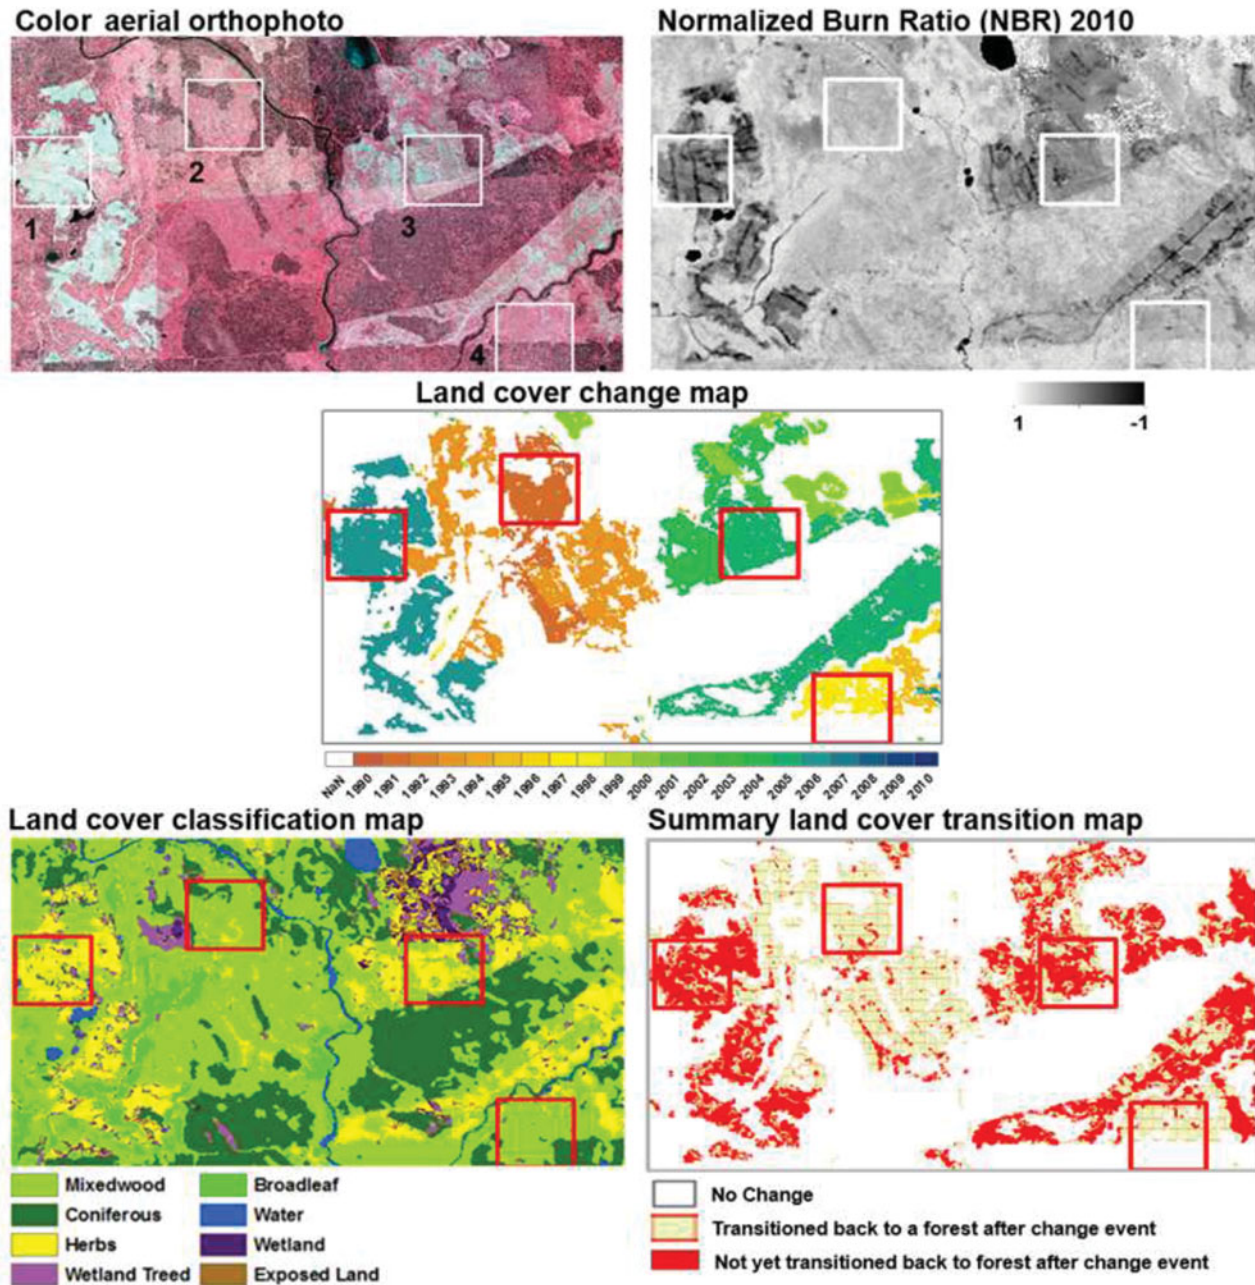 Color aerial orthophoto
Normalized Burn Ratio (NBR) 2010
1
2
3
4
Land cover change map
1
-1
NaN
1990
1991
1992
1993
1994
1995
1996
1997
1998
1999
2000
2001
2002
2003
2004
2005
2006
2007
2008
2009
2010
Land cover classification map
Summary land cover transition map
Mixedwood
Broadleaf
Coniferous
Water
Herbs
Wetland
Wetland Treed
Exposed Land
No Change
Transitioned back to a forest after change event
Not yet transitioned back to forest after change event